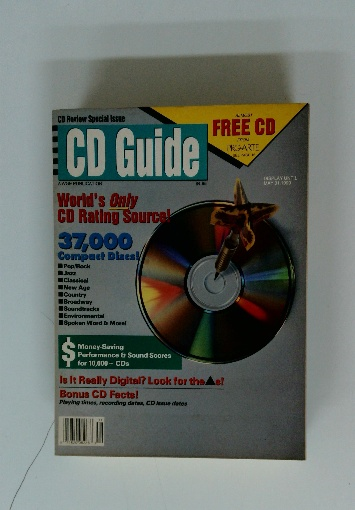 CD Review Special Issue
FREE CD
CD Guide
DISPLAY UNTIL
World's Only
CD Rating Source!
37,000
Compact Discs!
Pop/Rock
Jazz
Classical
New Age
Country
Broadway
Soundtracks
Environmental
Spoken Word & More!
$ Money-Saving
Performance & Sound Scores
for 10,000+ CDs
Is It Really Digital? Look for the▲s!
Bonus CD Facts!
Playing times, recording dates, CD issue dates